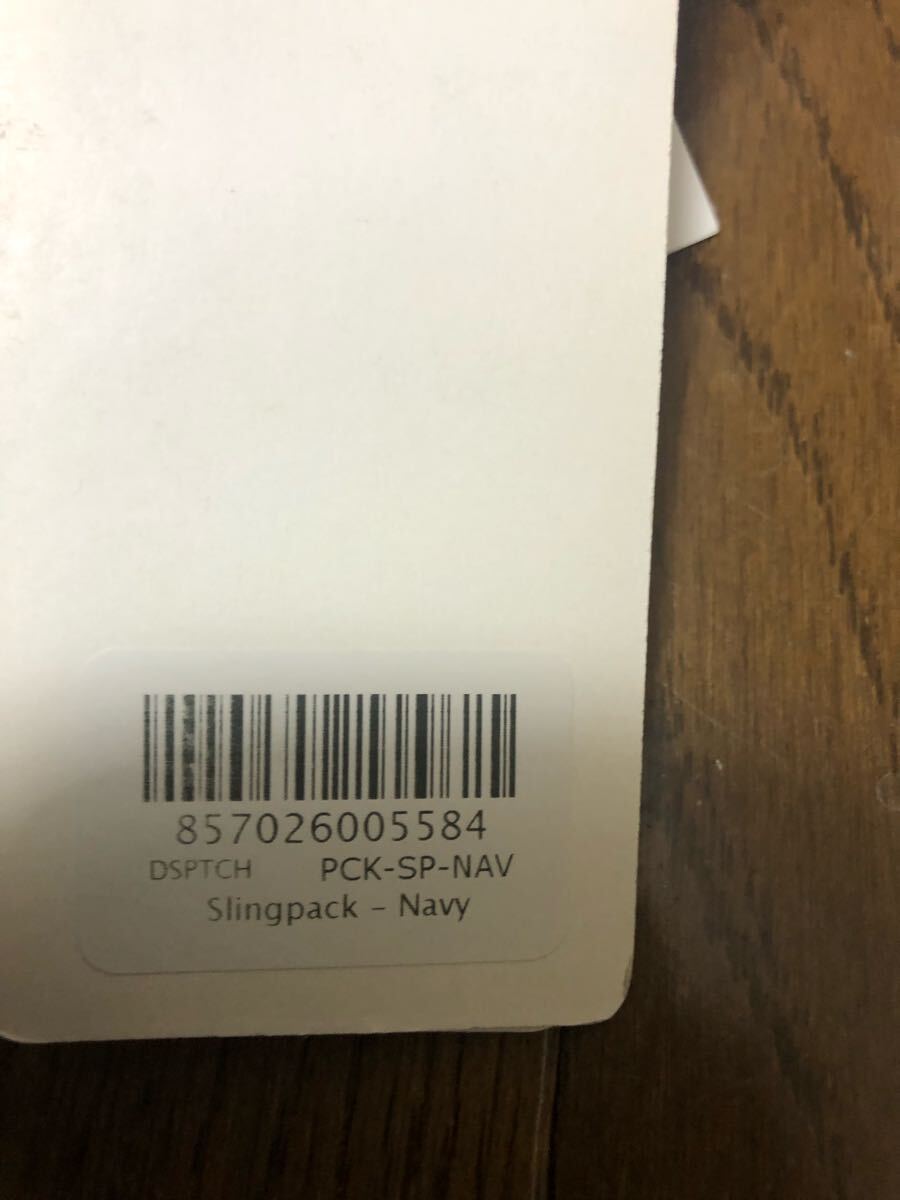 857026005584
DSPTCH PCK-SP-NAV
Slingpack – Navy